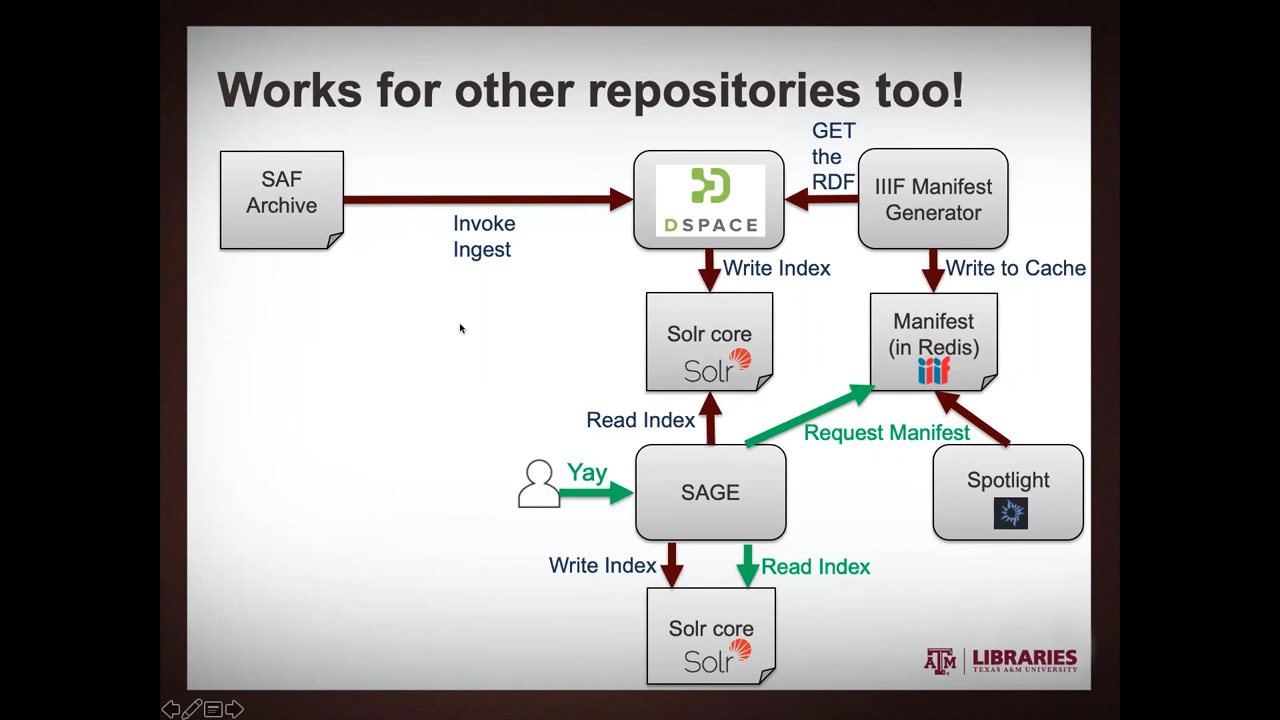 Works for other repositories too!
SAF
Archive
Invoke
Ingest
DSPACE
GET
the
RDF
IIIF Manifest
Generator
Write Index
Write to Cache
Solr core
Solr
Manifest
(in Redis)
iiif
Read Index
Request Manifest
Yay
SAGE
Spotlight
Write Index
Read Index
Solr core
Solr
ATM
LIBRARIES
TEXAS A&M UNIVERSITY